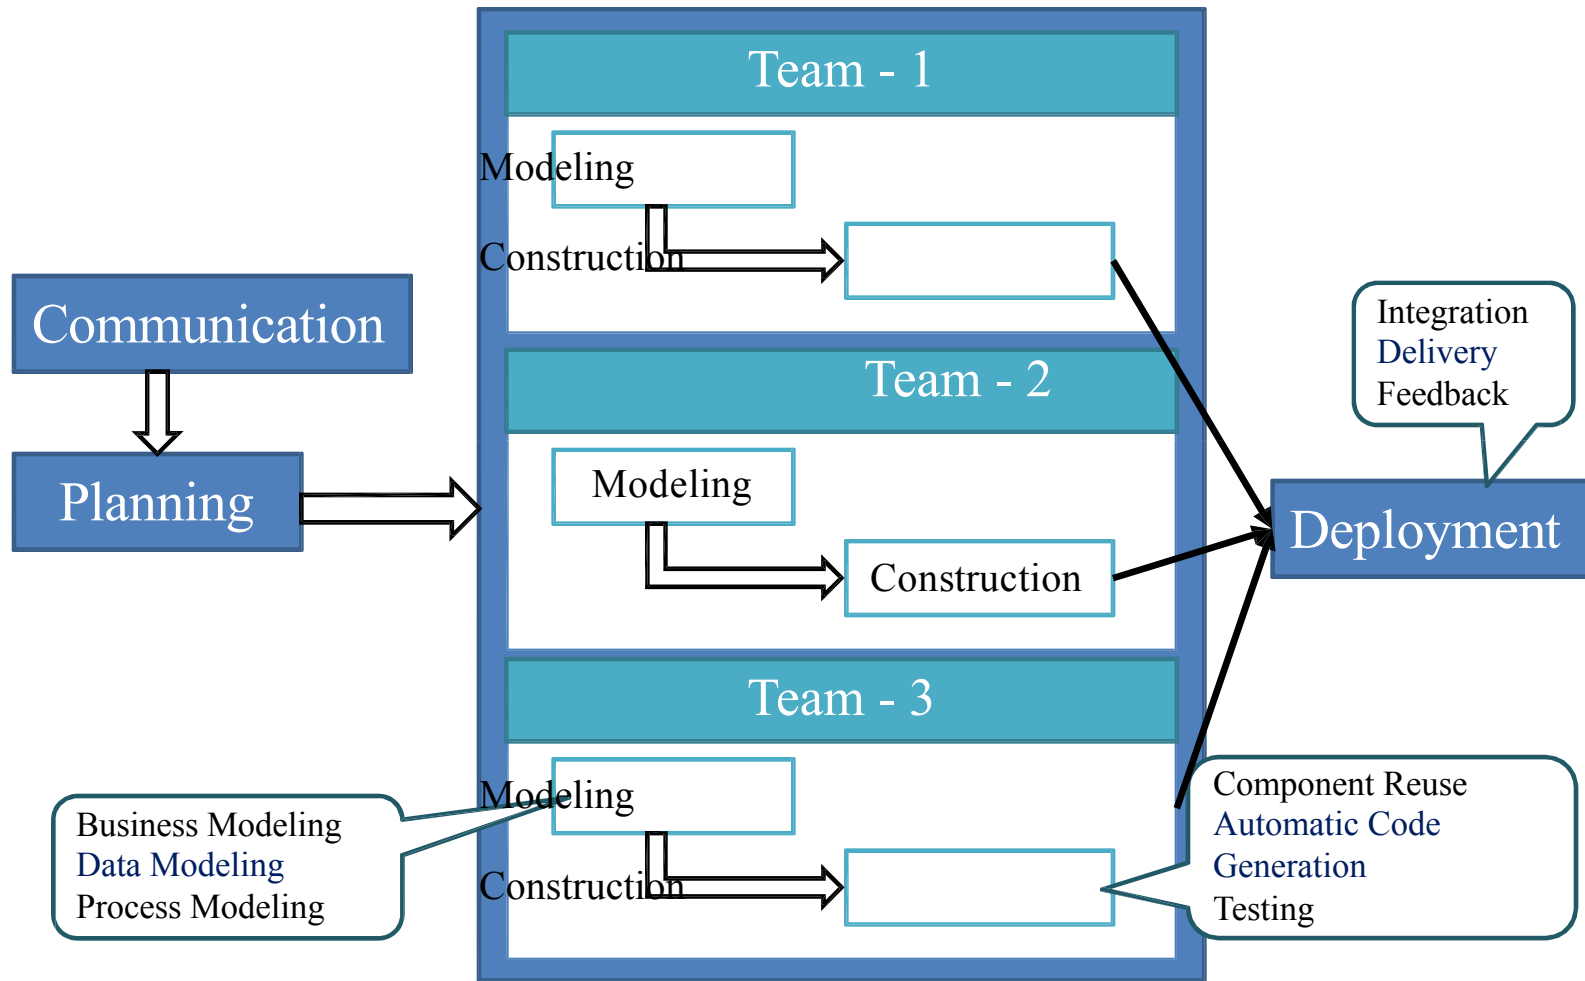 Communication
Planning
Team - 1
Modeling
Construction
Team - 2
Modeling
Construction
Team - 3
Modeling
Construction
Business Modeling
Data Modeling
Process Modeling
Component Reuse
Automatic Code
Generation
Testing
Integration
Delivery
Feedback
Deployment